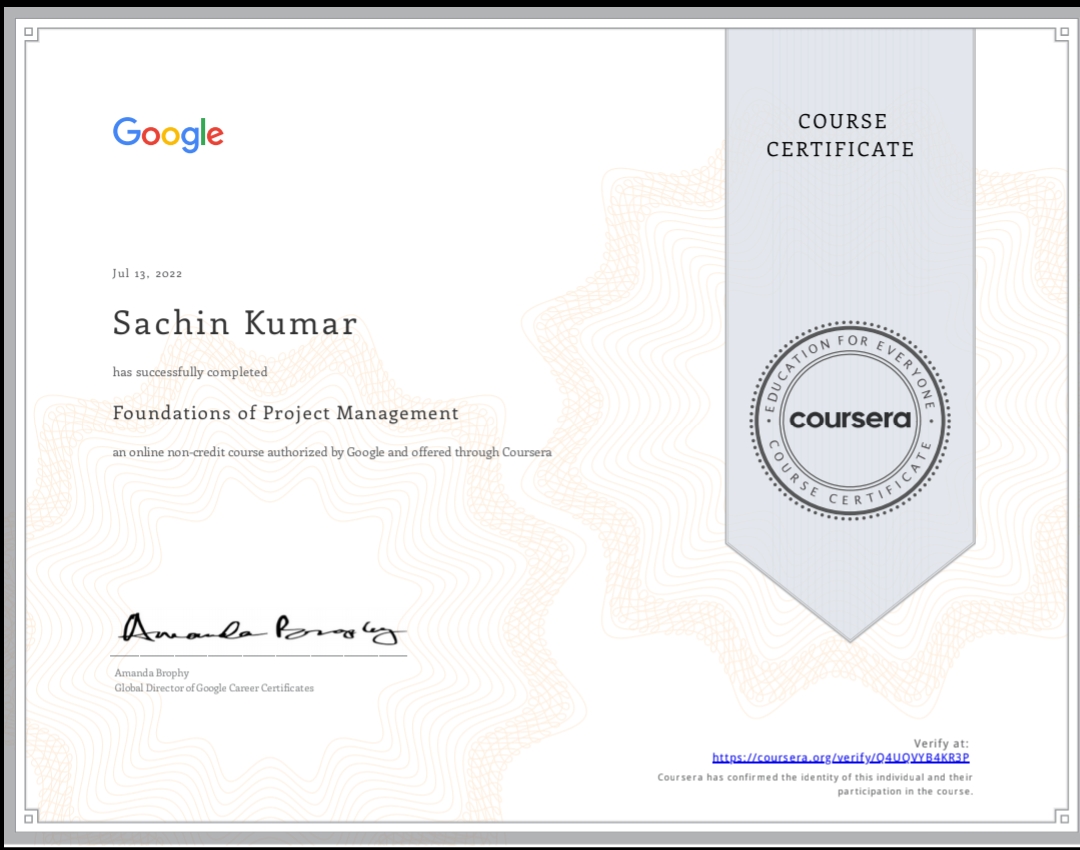 Google
COURSE
CERTIFICATE
Jul 13, 2022
Sachin Kumar
has successfully completed
Foundations of Project Management
an online non-credit course authorized by Google and offered through Coursera
EDUCATION FOR EVERYONE
coursera
COURSE CERTIFICATE
Amanda Brophy
Amanda Brophy
Global Director of Google Career Certificates
Verify at:
https://coursera.org/verify/Q4UQVYB4KR3P
Coursera has confirmed the identity of this individual and their
participation in the course.